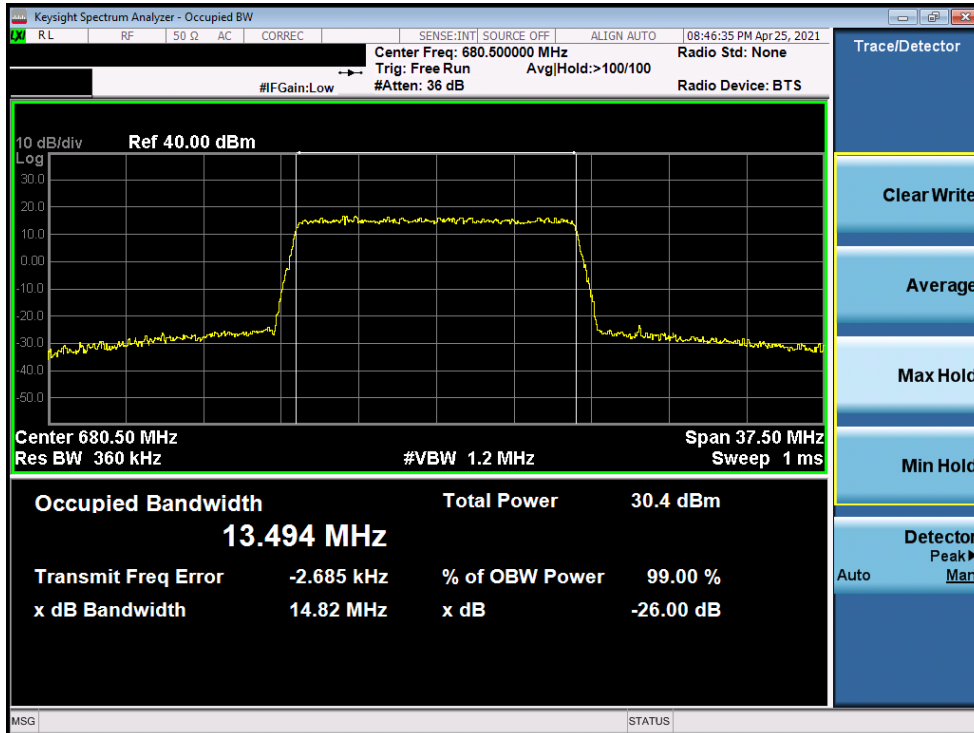 Keysight Spectrum Analyzer - Occupied BW
LXI RL RF 50 Ω AC CORREC SENSE:INT SOURCE OFF ALIGN AUTO 08:46:35 PM Apr 25, 2021
Center Freq: 680.500000 MHz Radio Std: None
Trig: Free Run Avg|Hold:>100/100
#IFGain:Low #Atten: 36 dB Radio Device: BTS
Trace/Detector
10 dB/div Ref 40.00 dBm
Log
30.0
20.0
10.0
0.00
-10.0
-20.0
-30.0
-40.0
-50.0
Center 680.50 MHz Span 37.50 MHz
Res BW 360 kHz #VBW 1.2 MHz Sweep 1 ms
Occupied Bandwidth Total Power 30.4 dBm
13.494 MHz
Transmit Freq Error -2.685 kHz % of OBW Power 99.00 %
x dB Bandwidth 14.82 MHz x dB -26.00 dB
Clear Write
Average
Max Hold
Min Hold
Detector
Peak▶
Auto Man
MSG STATUS